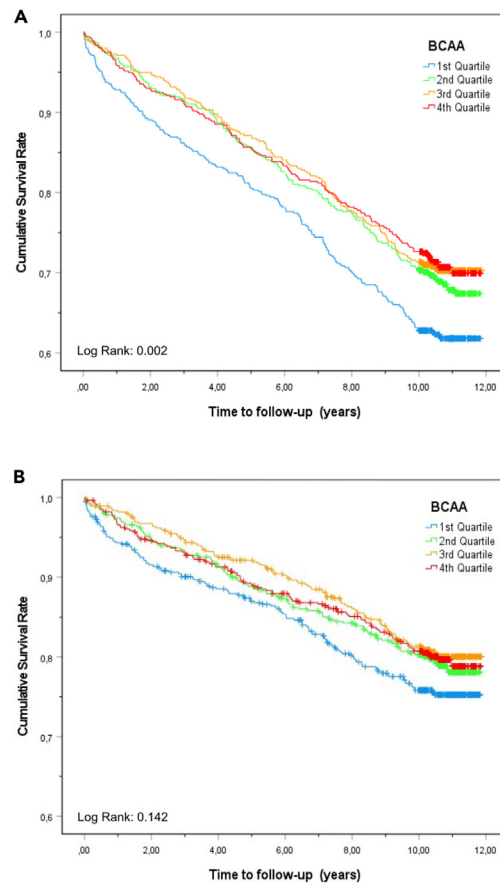 A
BCAA
1st Quartile
2nd Quartile
3rd Quartile
4th Quartile
Cumulative Survival Rate
1,0
0,9
0,8
0,7
0,6
Log Rank: 0.002
,00 2,00 4,00 6,00 8,00 10,00 12,00
Time to follow-up (years)
B
BCAA
1st Quartile
2nd Quartile
3rd Quartile
4th Quartile
Cumulative Survival Rate
1,0
0,9
0,8
0,7
0,6
Log Rank: 0.142
,00 2,00 4,00 6,00 8,00 10,00 12,00
Time to follow-up (years)